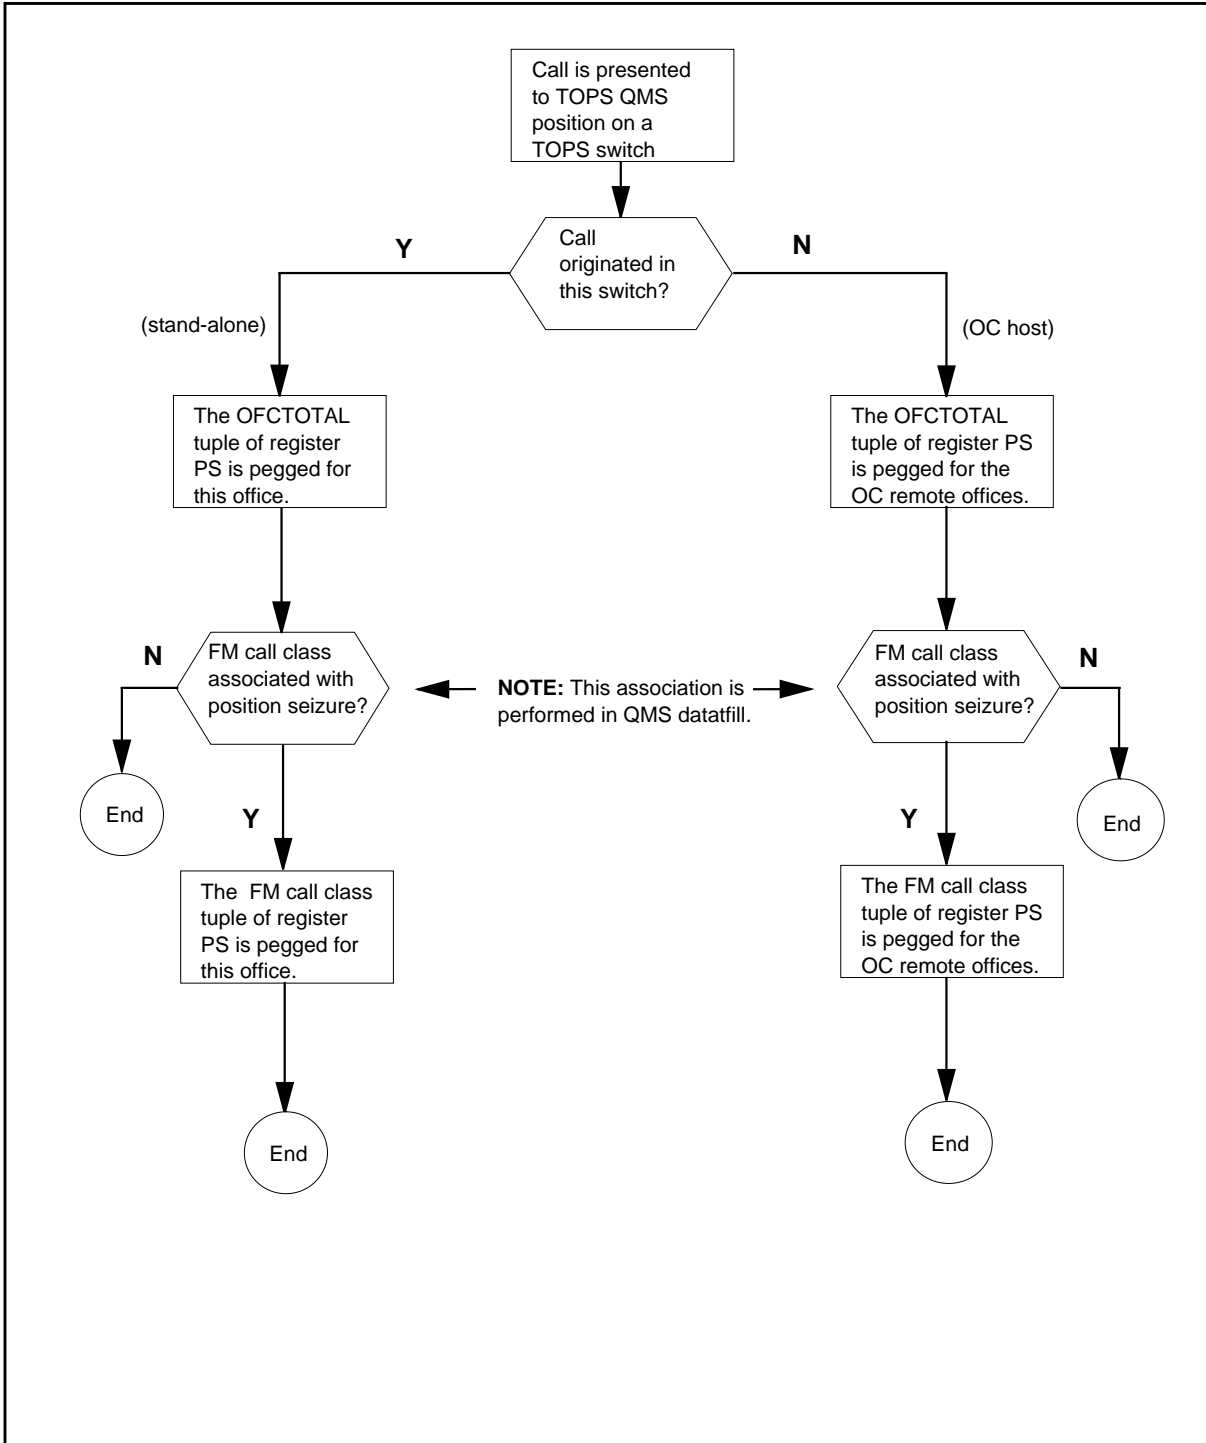 Call is presented
to TOPS QMS
position on a
TOPS switch
Call
originated in
this switch?
Y
N
(stand-alone)
(OC host)
The OFCTOTAL
tuple of register
PS is pegged for
this office.
The OFCTOTAL
tuple of register PS
is pegged for the
OC remote offices.
N
FM call class
associated with
position seizure?
NOTE: This association is
performed in QMS datatfill.
FM call class
associated with
position seizure?
N
End
Y
Y
End
The FM call class
tuple of register
PS is pegged for
this office.
The FM call class
tuple of register PS
is pegged for the
OC remote offices.
End
End